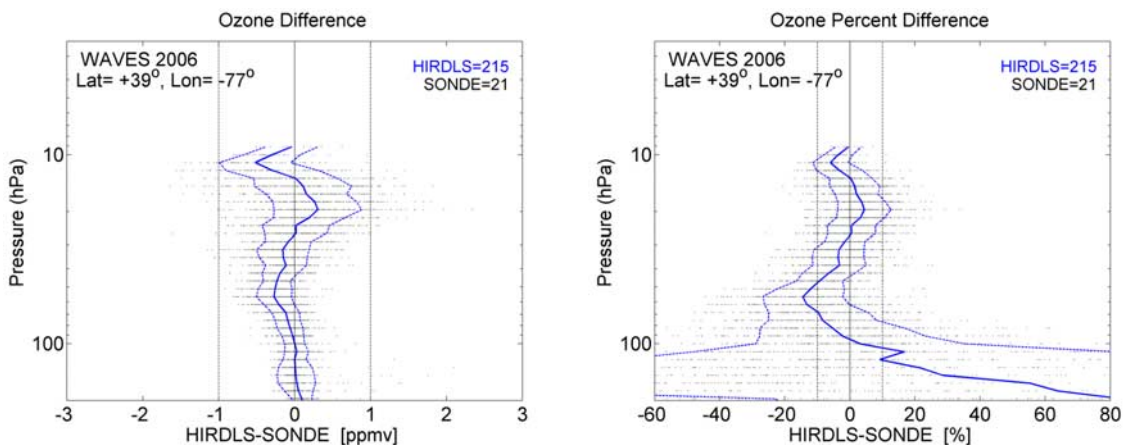 Ozone Difference
WAVES 2006
Lat= +39°, Lon= -77°
HIRDLS=215
SONDE=21
Pressure (hPa)
10
100
-3 -2 -1 0 1 2 3
HIRDLS-SONDE [ppmv]
Ozone Percent Difference
WAVES 2006
Lat= +39°, Lon= -77°
HIRDLS=215
SONDE=21
Pressure (hPa)
10
100
-60 -40 -20 0 20 40 60 80
HIRDLS-SONDE [%]